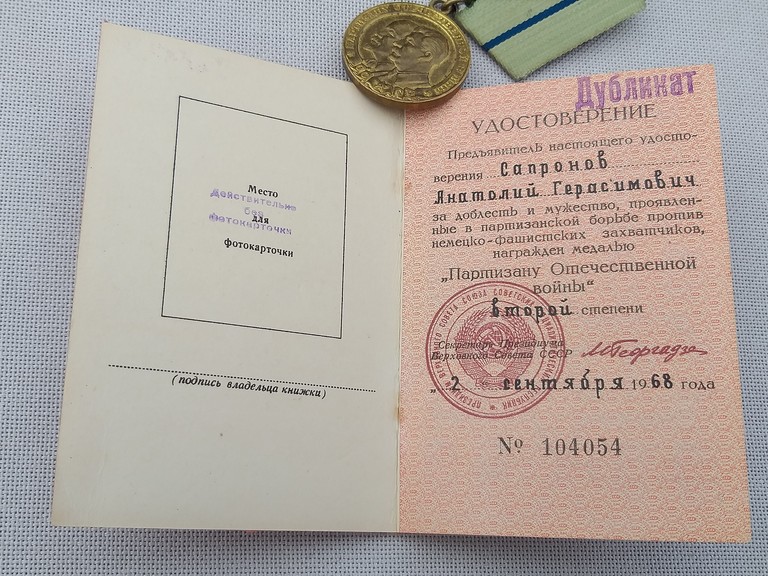 Место
для
фотокарточки
Действительно
без
фотокарточки
(подпись владельца книжки)
Дубликат
УДОСТОВЕРЕНИЕ
Предъявитель настоящего удосто-
верения Сапронов
Анатолий Герасимович
за доблесть и мужество, проявлен-
ные в партизанской борьбе против
немецко-фашистских захватчиков,
награжден медалью
„Партизану Отечественной
войны“
второй степени
Секретарь Президиума
Верховного Совета СССР М Георгадзе
„2 сентября 1968 года
№ 104054